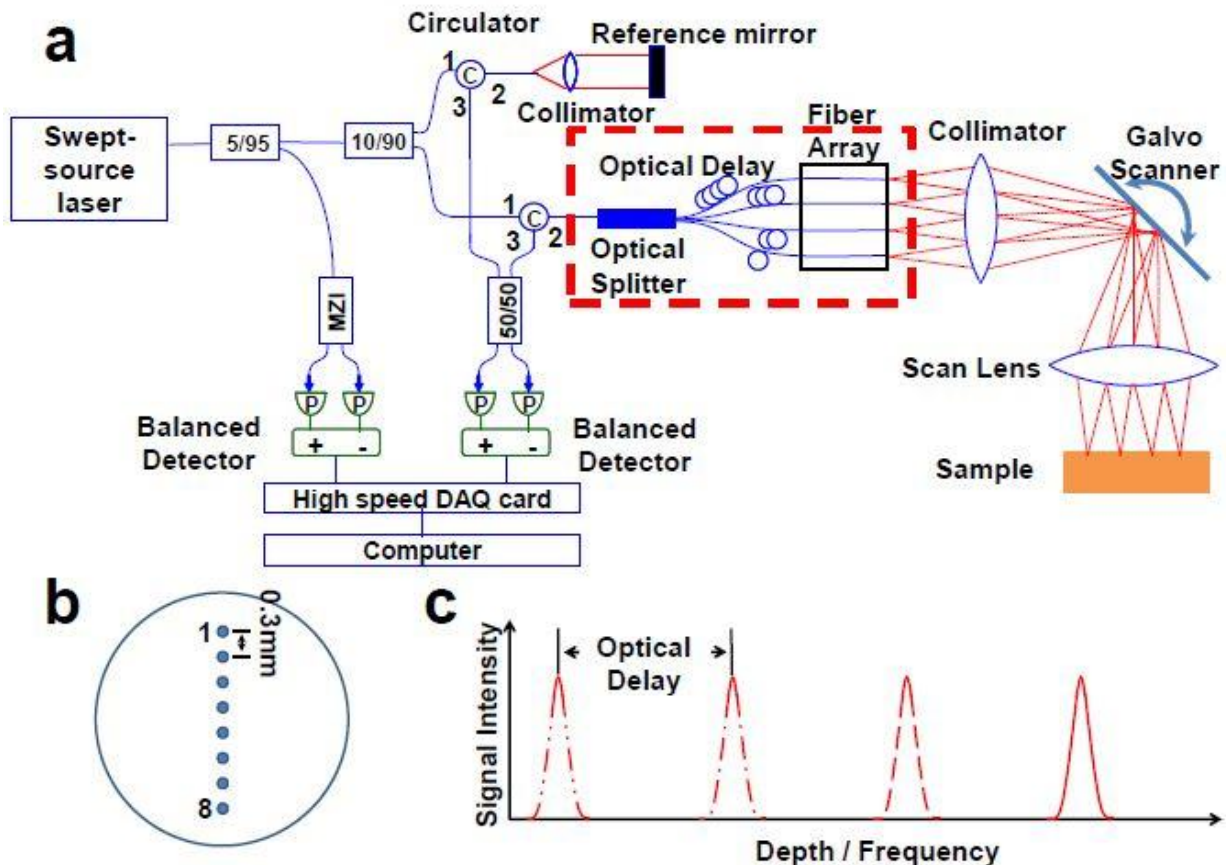 a
Circulator
Reference mirror
1
C
2
3
Collimator
Swept-
source
laser
5/95
10/90
Fiber
Array
Optical Delay
Collimator
Galvo
Scanner
1
C
2
3
Optical
Splitter
MZI
50/50
Scan Lens
P
P
P
P
Balanced
Detector
+
-
+
-
Balanced
Detector
Sample
High speed DAQ card
Computer
b
1
0.3mm
8
c
Signal Intensity
Optical
Delay
Depth / Frequency